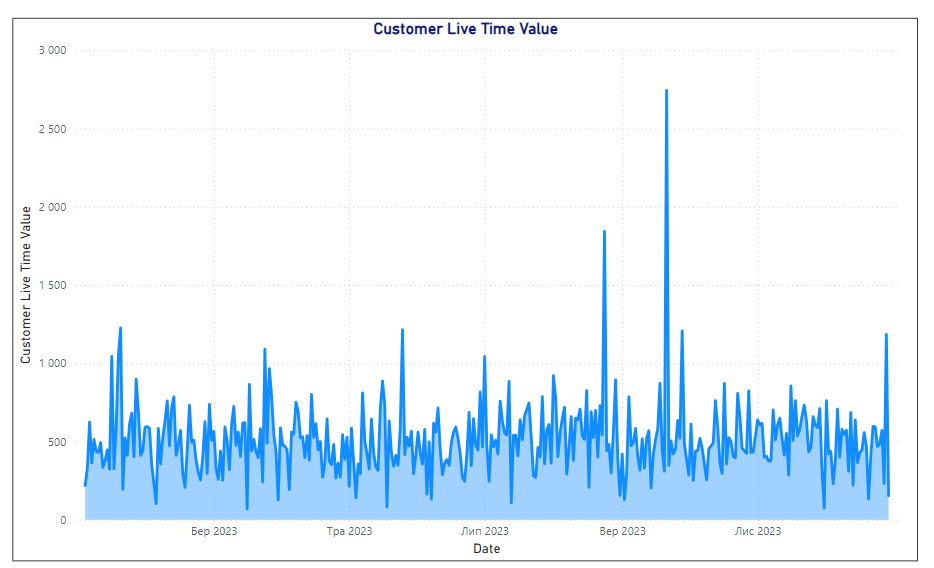 Customer Live Time Value
3 000
2 500
2 000
1 500
1 000
500
0
Customer Live Time Value
Бер 2023
Тра 2023
Лип 2023
Вер 2023
Лис 2023
Date